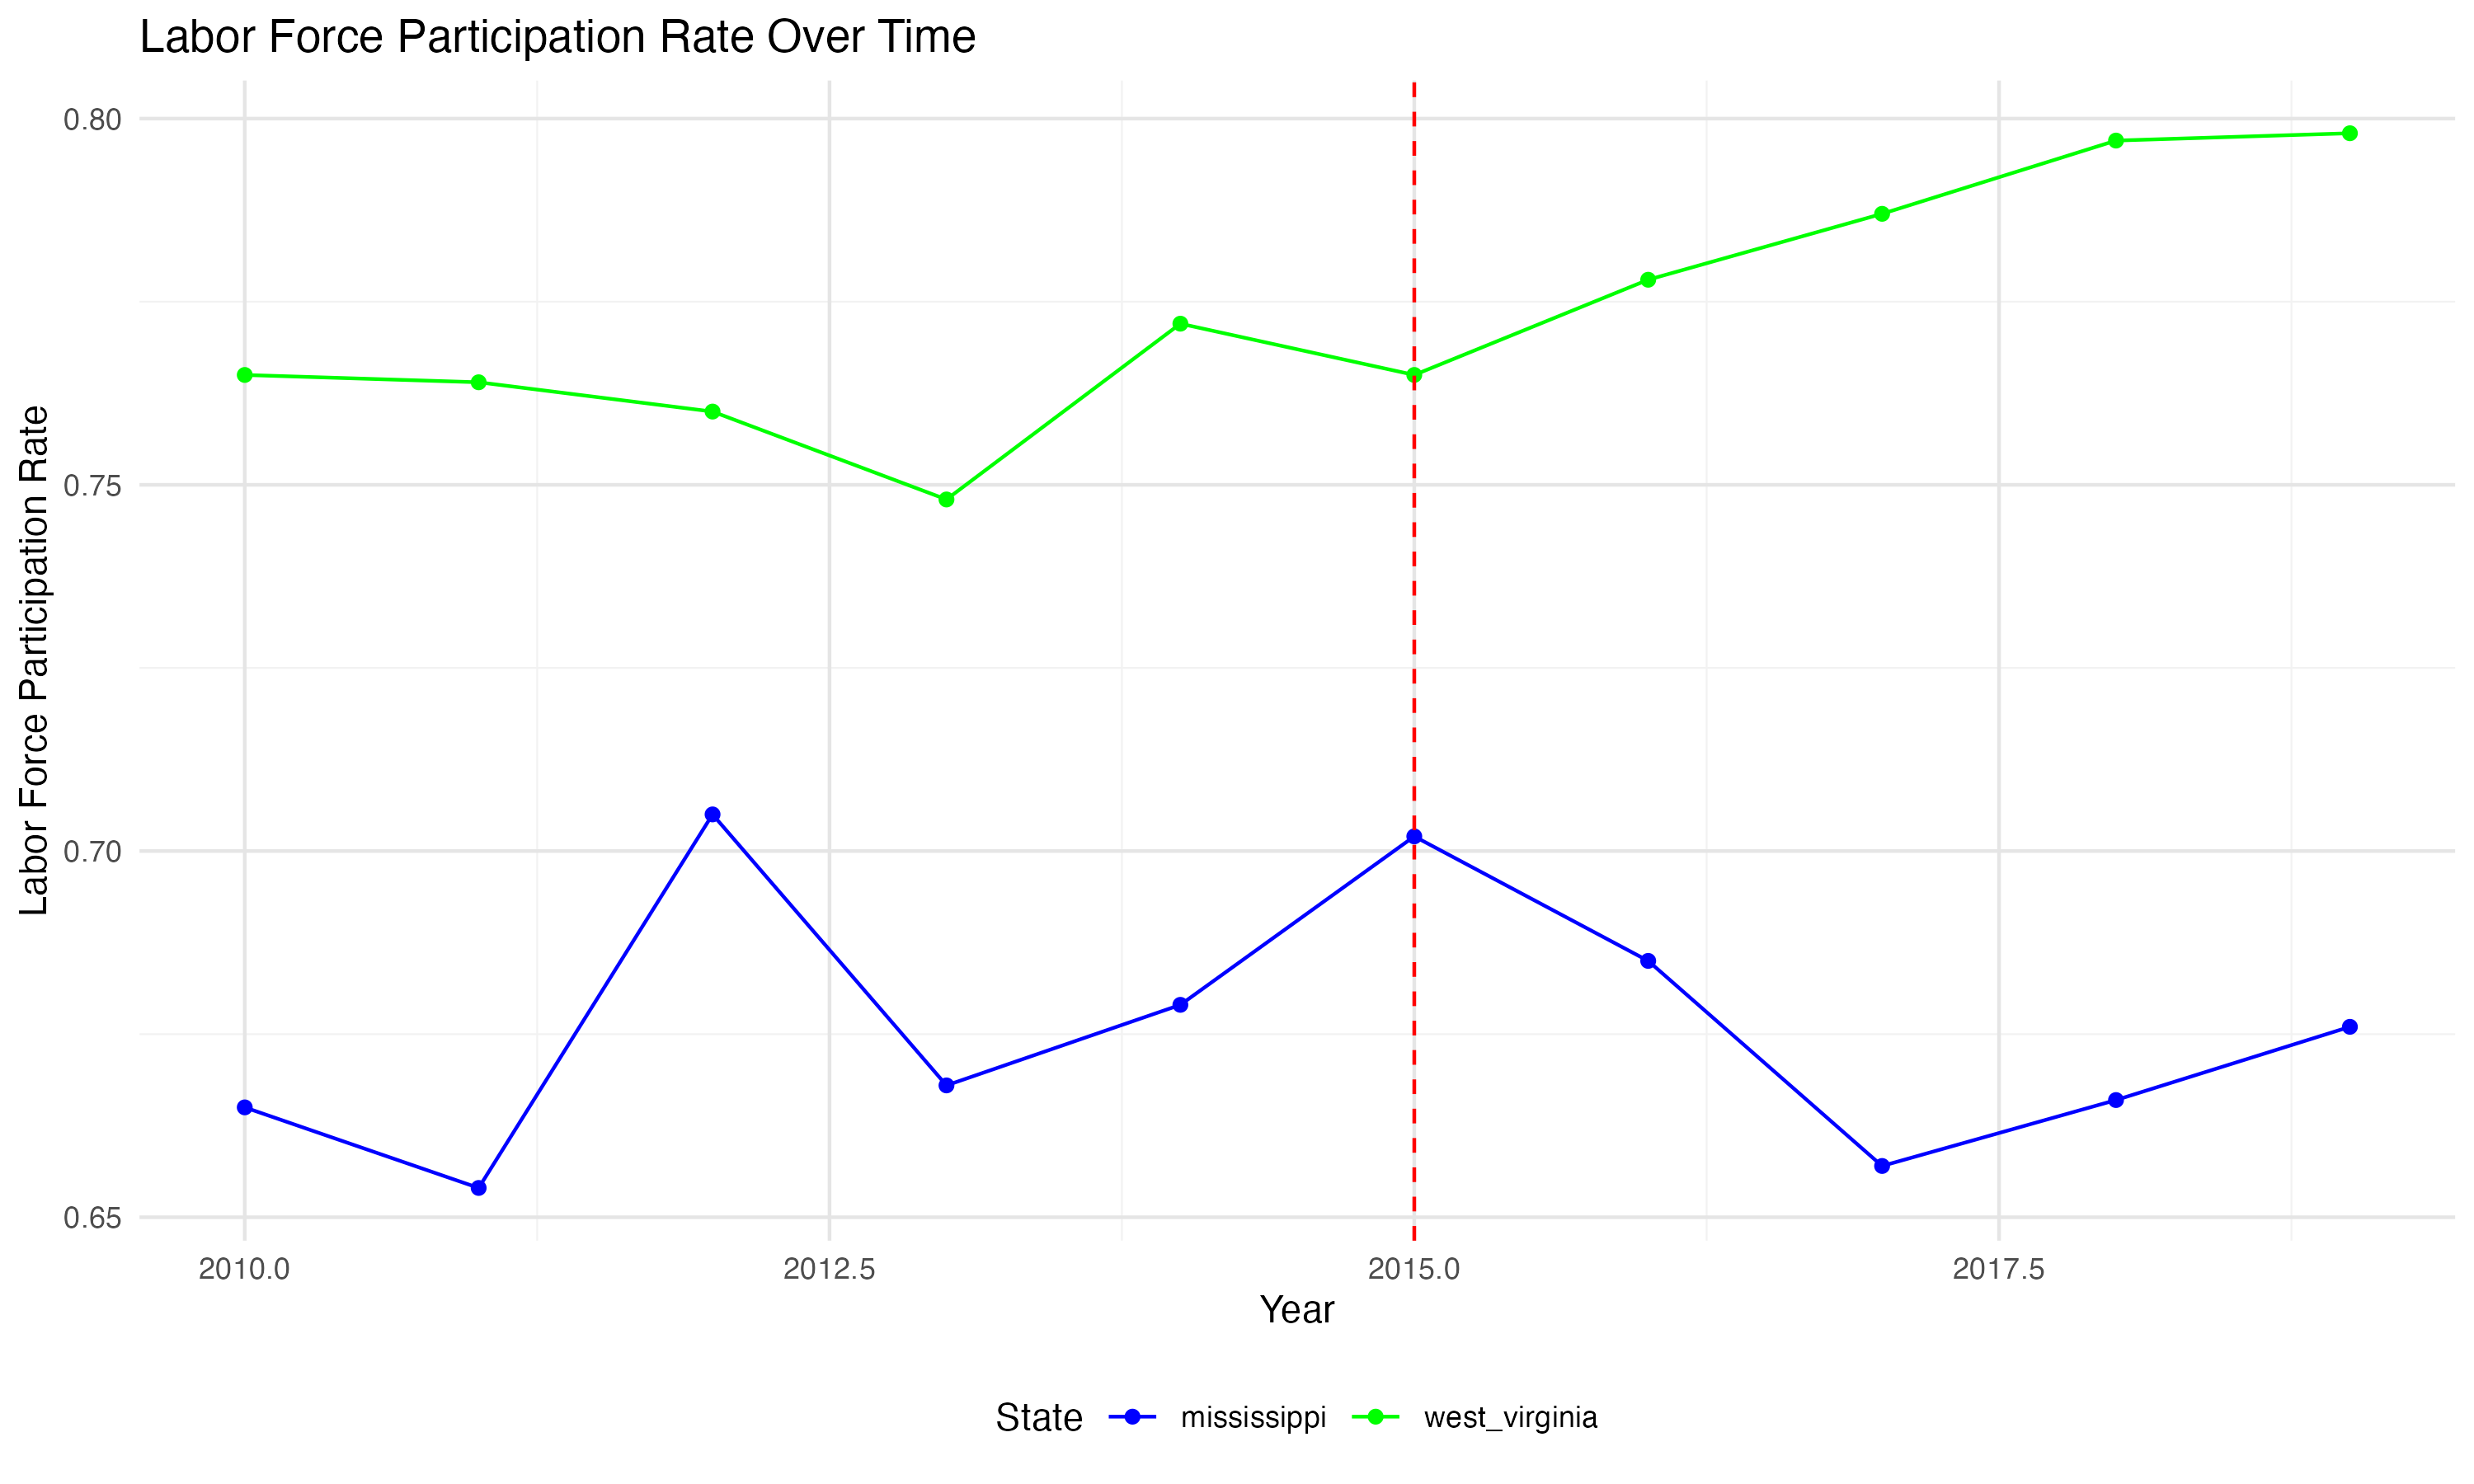 Labor Force Participation Rate Over Time
Labor Force Participation Rate
0.80
0.75
0.70
0.65
2010.0 2012.5 2015.0 2017.5
Year
State mississippi west_virginia